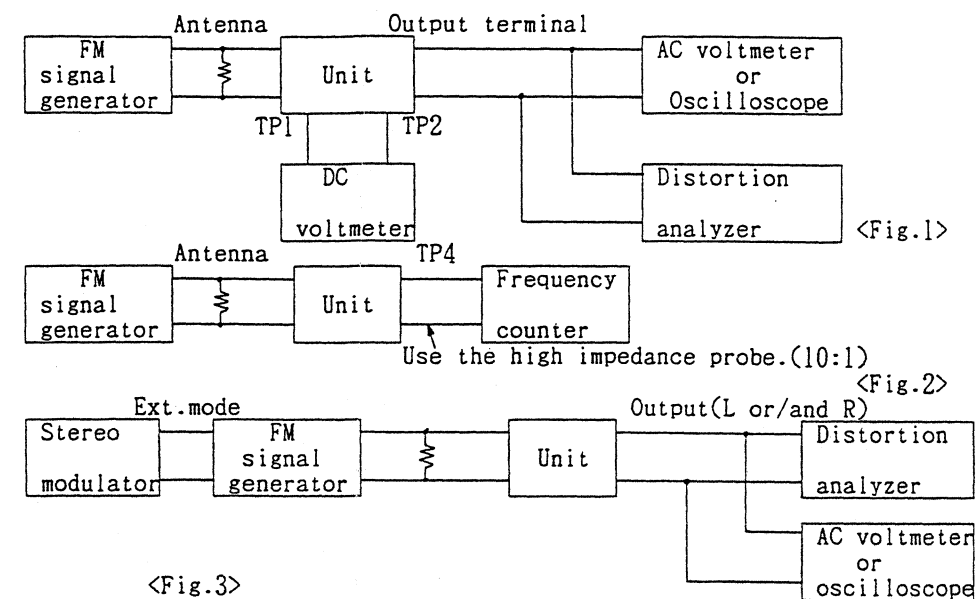 Antenna
Output terminal
FM
signal
generator
Unit
AC voltmeter
or
Oscilloscope
TP1
TP2
DC
voltmeter
Distortion
analyzer
<Fig.1>
Antenna
TP4
FM
signal
generator
Unit
Frequency
counter
Use the high impedance probe.(10:1)
<Fig.2>
Ext.mode
Output(L or/and R)
Stereo
modulator
FM
signal
generator
Unit
Distortion
analyzer
AC voltmeter
or
oscilloscope
<Fig.3>